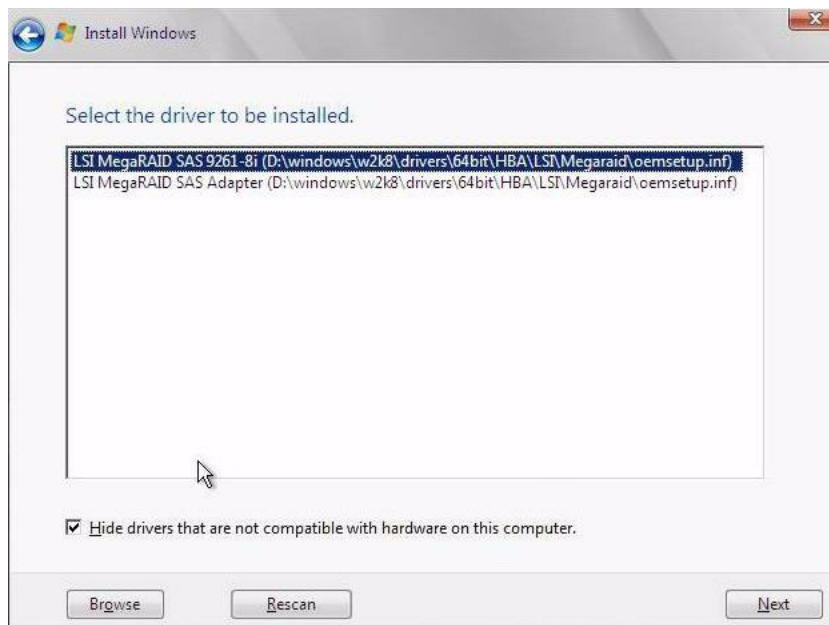 Install Windows
Select the driver to be installed.
LSI MegaRAID SAS 9261-8i (D:\windows\w2k8\drivers\64bit\HBA\LSI\Megaraid\oemsetup.inf)
LSI MegaRAID SAS Adapter (D:\windows\w2k8\drivers\64bit\HBA\LSI\Megaraid\oemsetup.inf)
Hide drivers that are not compatible with hardware on this computer.
Browse Rescan Next